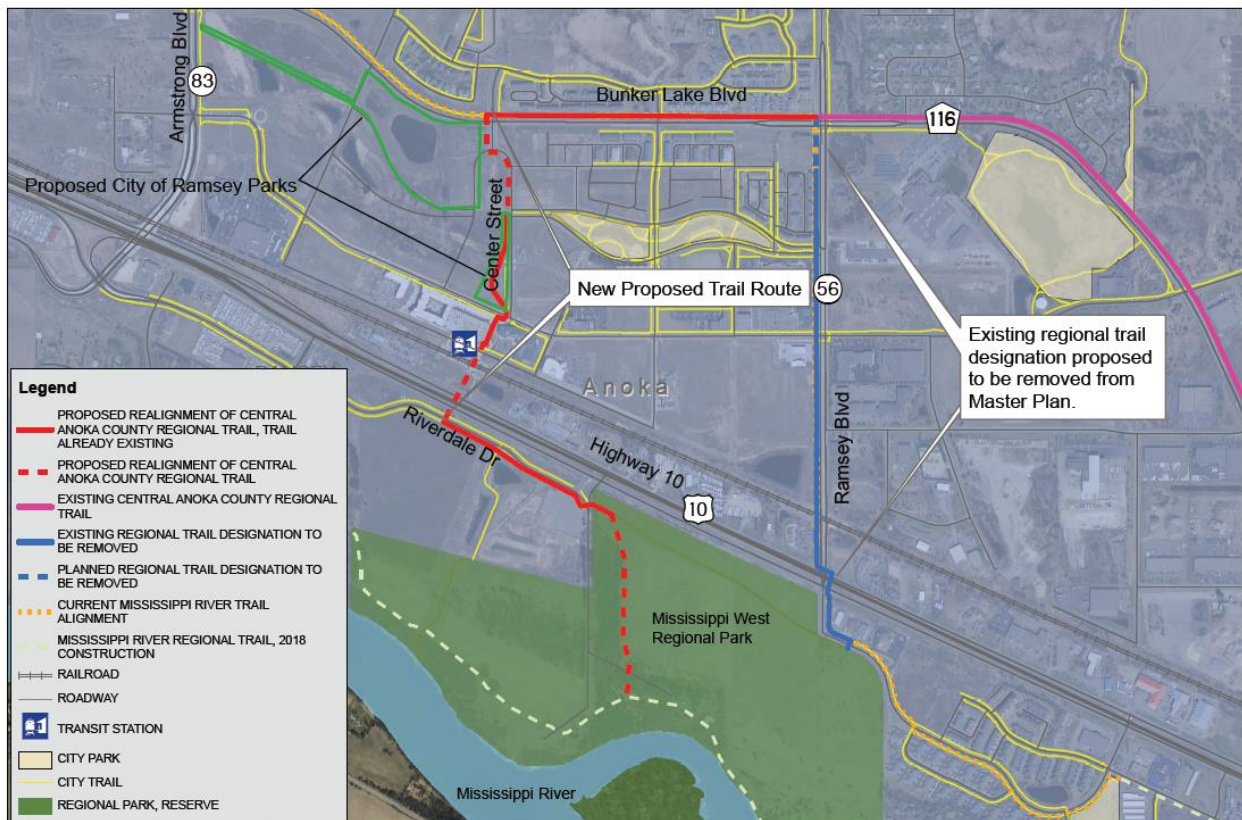 Armstrong Blvd
83
Bunker Lake Blvd
116
Proposed City of Ramsey Parks
Center Street
New Proposed Trail Route
56
Existing regional trail
designation proposed
to be removed from
Master Plan.
Anoka
Riverdale Dr
Highway 10
10
Ramsey Blvd
Mississippi West
Regional Park
Mississippi River
Legend
PROPOSED REALIGNMENT OF CENTRAL
ANOKA COUNTY REGIONAL TRAIL, TRAIL
ALREADY EXISTING
PROPOSED REALIGNMENT OF CENTRAL
ANOKA COUNTY REGIONAL TRAIL
EXISTING CENTRAL ANOKA COUNTY REGIONAL
TRAIL
EXISTING REGIONAL TRAIL DESIGNATION TO
BE REMOVED
PLANNED REGIONAL TRAIL DESIGNATION TO
BE REMOVED
CURRENT MISSISSIPPI RIVER TRAIL
ALIGNMENT
MISSISSIPPI RIVER REGIONAL TRAIL, 2018
CONSTRUCTION
RAILROAD
ROADWAY
TRANSIT STATION
CITY PARK
CITY TRAIL
REGIONAL PARK, RESERVE